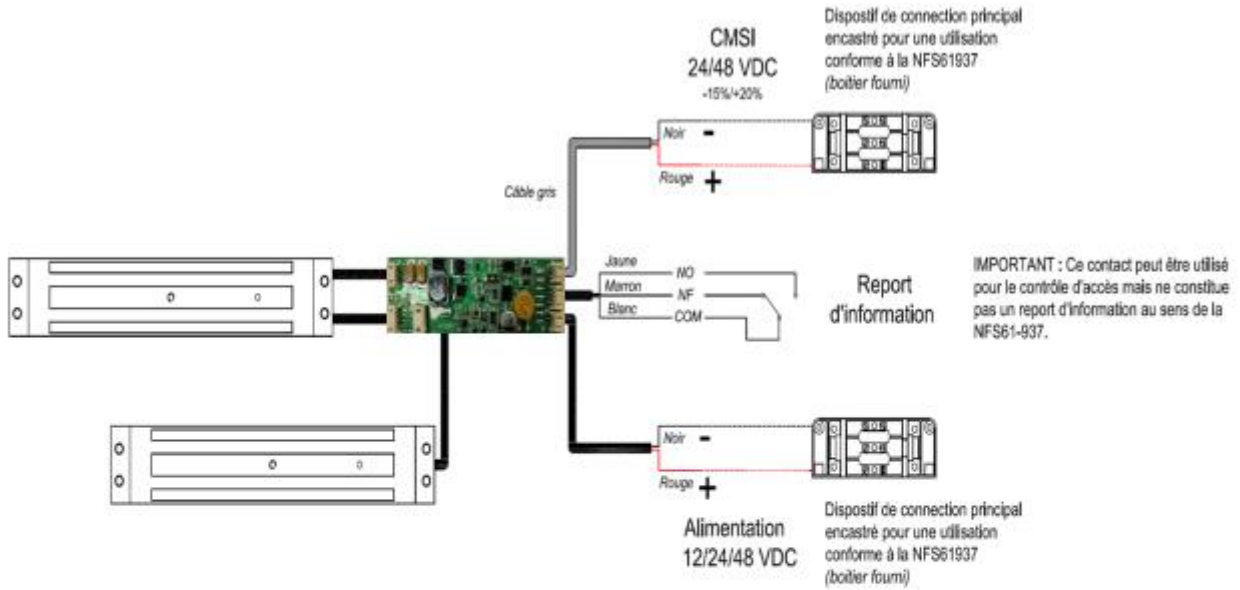 CMSI
24/48 VDC
-15%/+20%
Dispostif de connection principal
encastré pour une utilisation
conforme à la NFS61937
(boitier fourni)
Noir -
Rouge +
Câble gris
Jaune NO
Marron NF
Blanc COM
Report
d'information
IMPORTANT : Ce contact peut être utilisé
pour le contrôle d'accès mais ne constitue
pas un report d'information au sens de la
NFS61-937.
Noir -
Rouge +
Alimentation
12/24/48 VDC
Dispostif de connection principal
encastré pour une utilisation
conforme à la NFS61937
(boitier fourni)